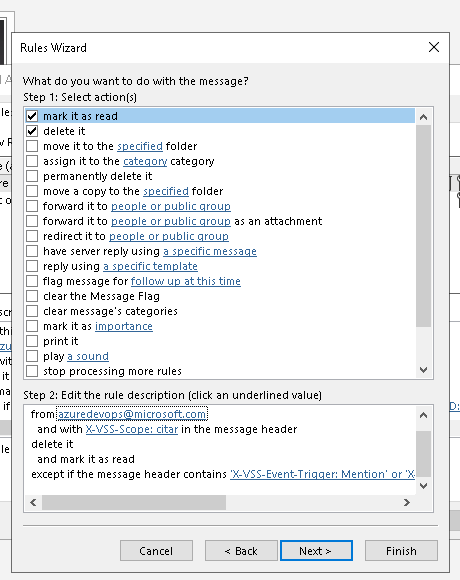 Rules Wizard
What do you want to do with the message?
Step 1: Select action(s)
mark it as read
delete it
move it to the specified folder
assign it to the category category
permanently delete it
move a copy to the specified folder
forward it to people or public group
forward it to people or public group as an attachment
redirect it to people or public group
have server reply using a specific message
reply using a specific template
flag message for follow up at this time
clear the Message Flag
clear message's categories
mark it as importance
print it
play a sound
stop processing more rules
Step 2: Edit the rule description (click an underlined value)
from azuredevops@microsoft.com
and with X-VSS-Scope: citar in the message header
delete it
and mark it as read
except if the message header contains 'X-VSS-Event-Trigger: Mention' or 'X-
Cancel
< Back
Next >
Finish